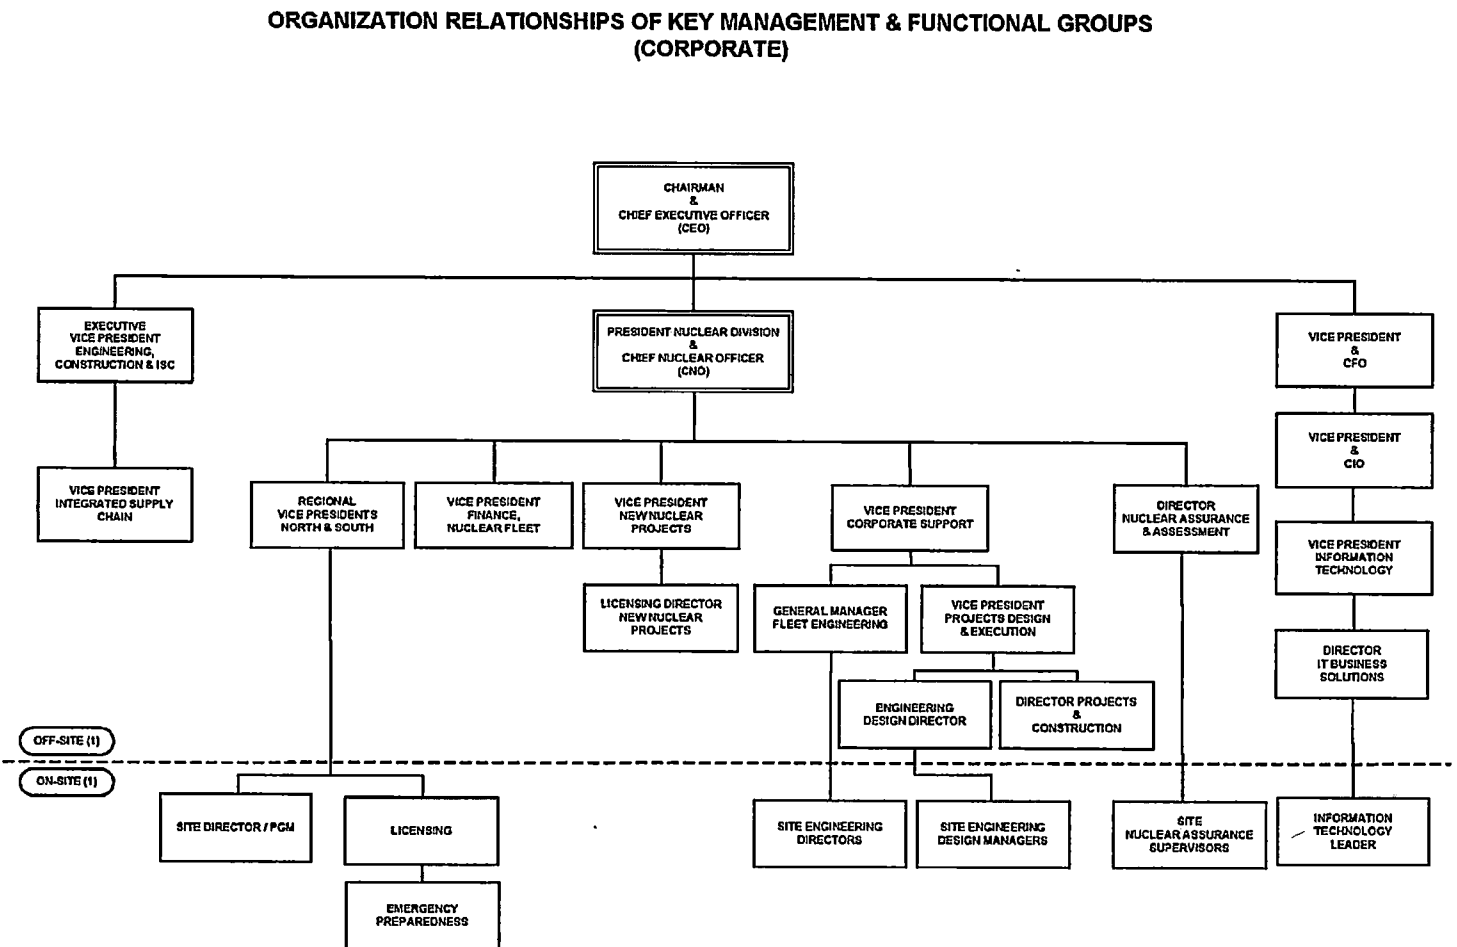 ORGANIZATION RELATIONSHIPS OF KEY MANAGEMENT & FUNCTIONAL GROUPS
(CORPORATE)
CHAIRMAN
&
CHIEF EXECUTIVE OFFICER
(CEO)
EXECUTIVE
VICE PRESIDENT
ENGINEERING,
CONSTRUCTION & ISC
PRESIDENT NUCLEAR DIVISION
&
CHIEF NUCLEAR OFFICER
(CNO)
VICE PRESIDENT
&
CFO
VICE PRESIDENT
&
CIO
VICE PRESIDENT
INTEGRATED SUPPLY
CHAIN
REGIONAL
VICE PRESIDENTS
NORTH & SOUTH
VICE PRESIDENT
FINANCE,
NUCLEAR FLEET
VICE PRESIDENT
NEW NUCLEAR
PROJECTS
VICE PRESIDENT
CORPORATE SUPPORT
DIRECTOR
NUCLEAR ASSURANCE
& ASSESSMENT
VICE PRESIDENT
INFORMATION
TECHNOLOGY
LICENSING DIRECTOR
NEW NUCLEAR
PROJECTS
GENERAL MANAGER
FLEET ENGINEERING
VICE PRESIDENT
PROJECTS DESIGN
& EXECUTION
DIRECTOR
IT BUSINESS
SOLUTIONS
ENGINEERING
DESIGN DIRECTOR
DIRECTOR PROJECTS
&
CONSTRUCTION
OFF-SITE (1)
ON-SITE (1)
SITE DIRECTOR / PGM
LICENSING
SITE ENGINEERING
DIRECTORS
SITE ENGINEERING
DESIGN MANAGERS
SITE
NUCLEAR ASSURANCE
SUPERVISORS
INFORMATION
TECHNOLOGY
LEADER
EMERGENCY
PREPAREDNESS